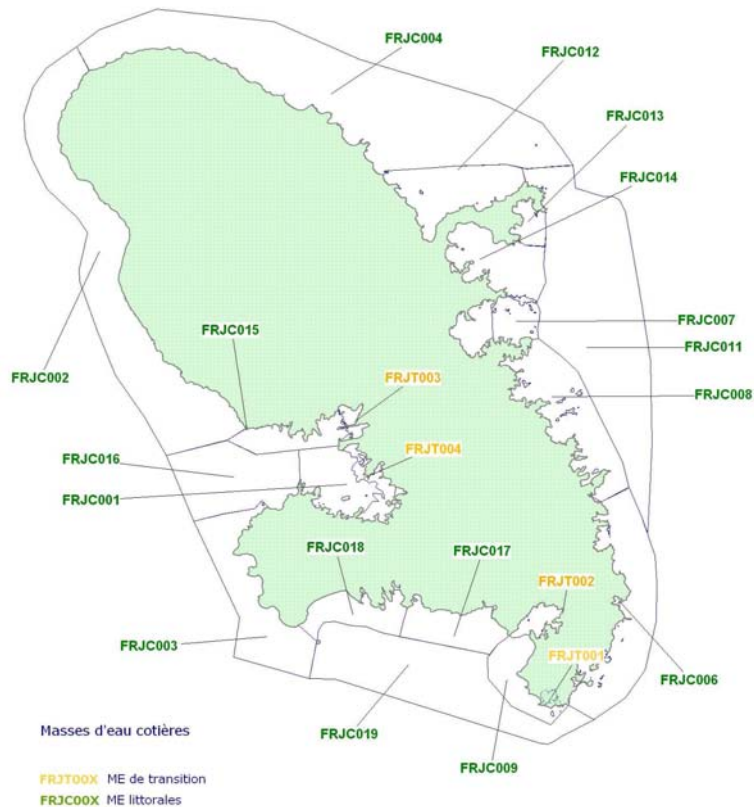 FRJC004
FRJC012
FRJC013
FRJC014
FRJC007
FRJC015
FRJC011
FRJC002
FRJT003
FRJC008
FRJT004
FRJC016
FRJC001
FRJC018
FRJC017
FRJT002
FRJC003
FRJT001
FRJC006
FRJC019
FRJC009
Masses d'eau cotières
FRJT00X ME de transition
FRJC00X ME littorales